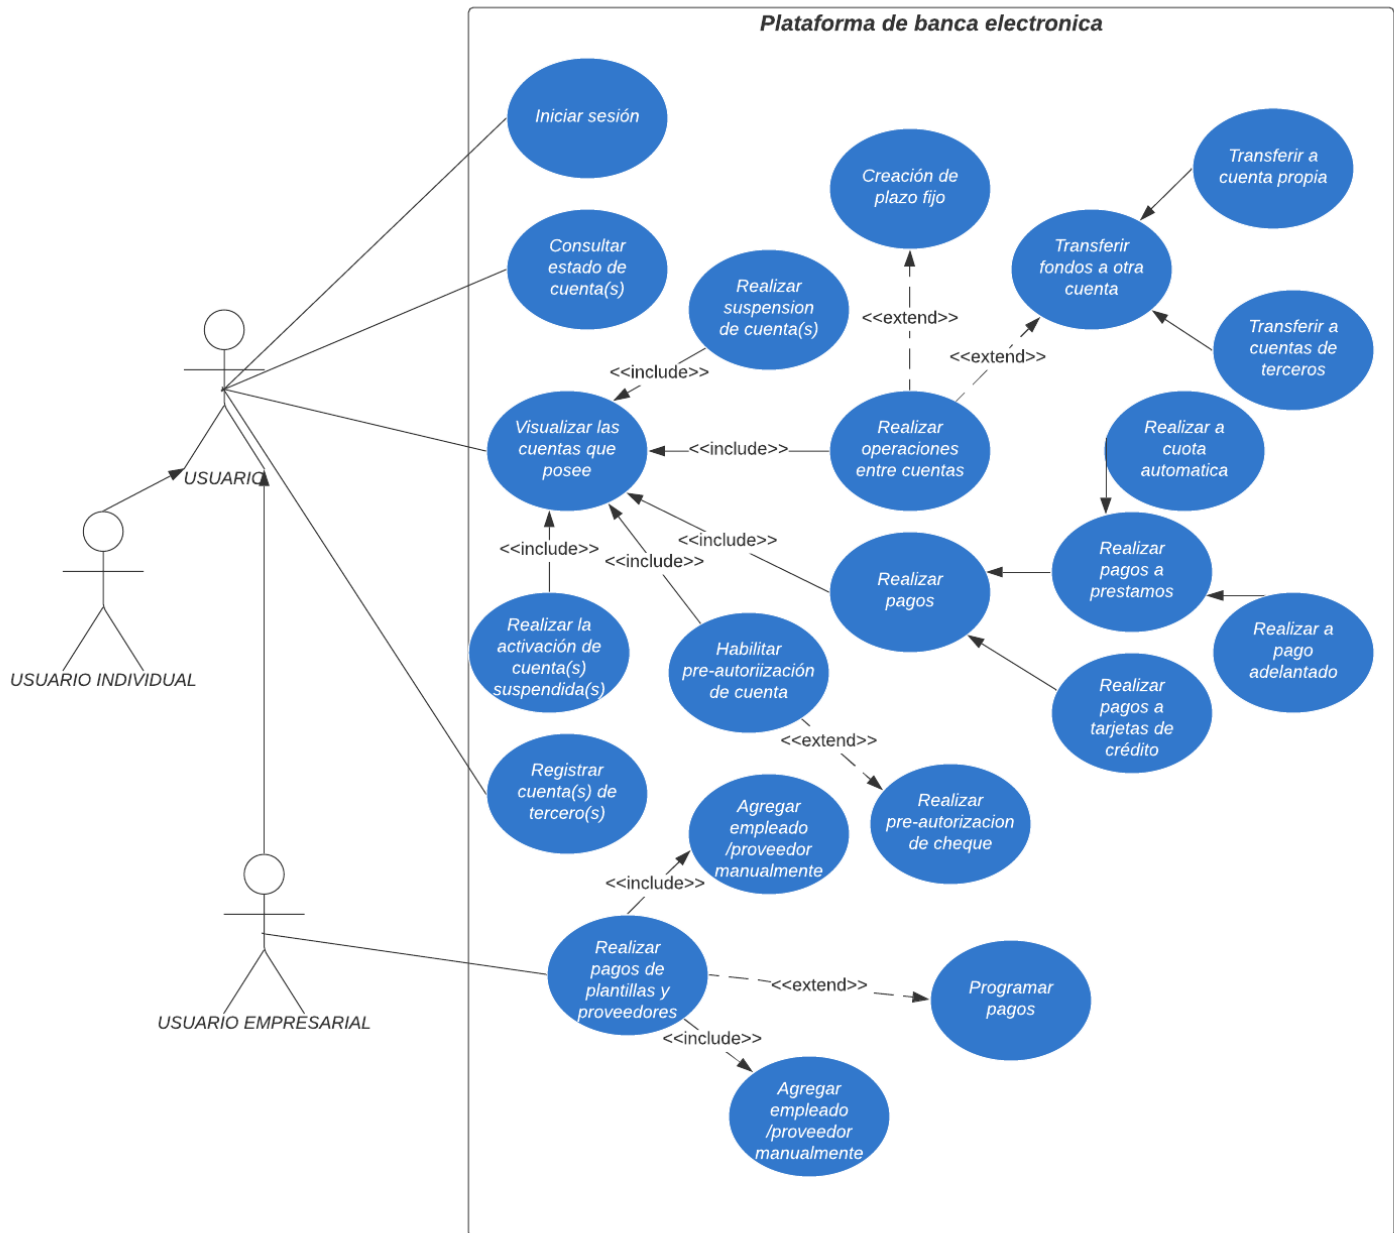 Plataforma de banca electronica
Iniciar sesión
Creación de
plazo fijo
Transferir a
cuenta propia
Consultar
estado de
cuenta(s)
Transferir
fondos a otra
cuenta
Realizar
suspension
de cuenta(s)
<<extend>>
<<extend>>
Transferir a
cuentas de
terceros
<<include>>
Visualizar las
cuentas que
posee
<<include>>
Realizar
operaciones
entre cuentas
Realizar a
cuota
automatica
USUARIO
<<include>>
<<include>>
<<include>>
Realizar
pagos
Realizar
pagos a
prestamos
Realizar la
activación de
cuenta(s)
suspendida(s)
Habilitar
pre-autoriización
de cuenta
Realizar a
pago
adelantado
USUARIO INDIVIDUAL
Realizar
pagos a
tarjetas de
crédito
<<extend>>
Registrar
cuenta(s) de
tercero(s)
Agregar
empleado
/proveedor
manualmente
Realizar
pre-autorizacion
de cheque
<<include>>
Realizar
pagos de
plantillas y
proveedores
<<extend>>
Programar
pagos
USUARIO EMPRESARIAL
<<include>>
Agregar
empleado
/proveedor
manualmente